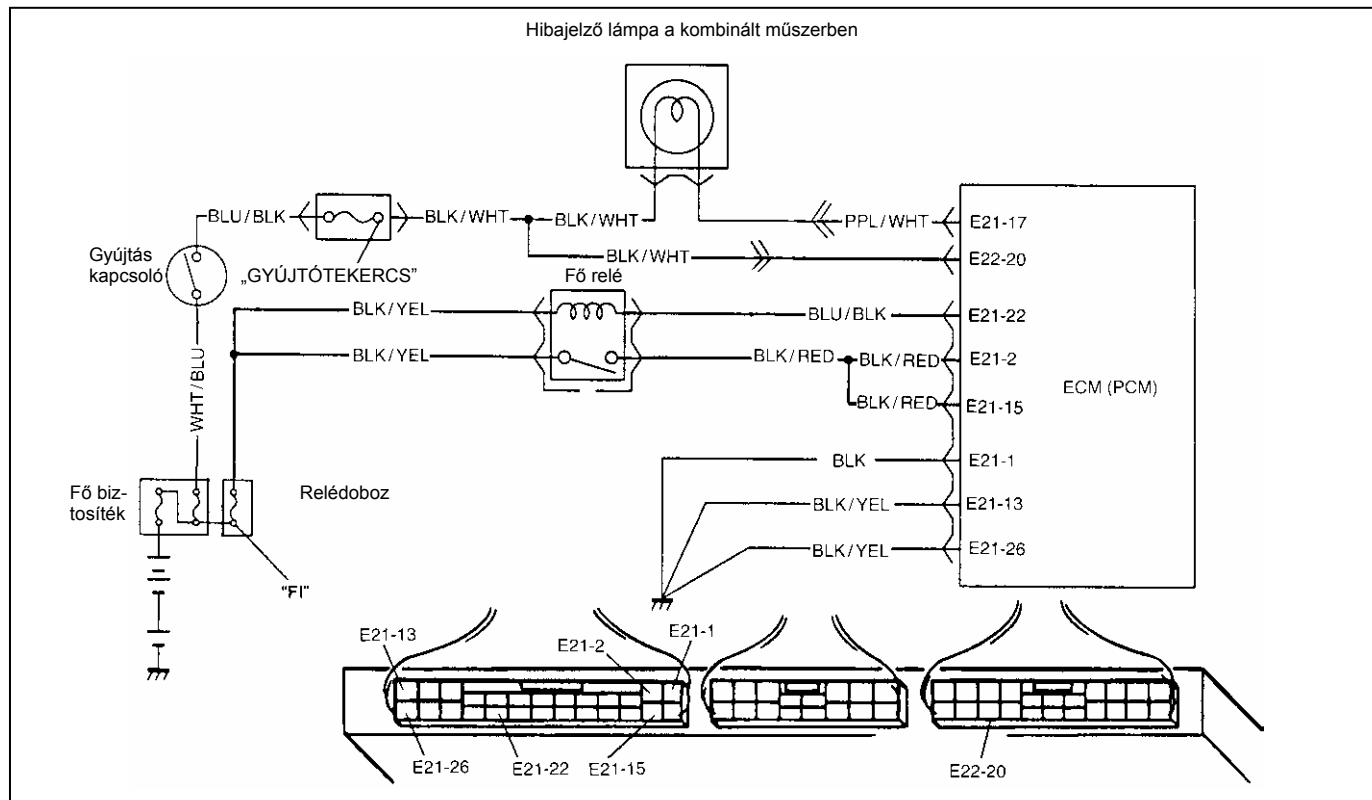 Hibajelző lámpa a kombinált műszerben
BLU/BLK
BLK/WHT
BLK/WHT
PPL/WHT
E21-17
Gyújtás
kapcsoló
„GYÚJTÓTEKERCS”
BLK/WHT
E22-20
Fő relé
BLK/YEL
BLU/BLK
E21-22
BLK/YEL
BLK/RED
BLK/RED
E21-2
WHT/BLU
ECM (PCM)
BLK/RED
E21-15
BLK
E21-1
Fő biz-
tosíték
Relédoboz
BLK/YEL
E21-13
BLK/YEL
E21-26
"FI"
E21-13
E21-2
E21-1
E21-26
E21-22
E21-15
E22-20